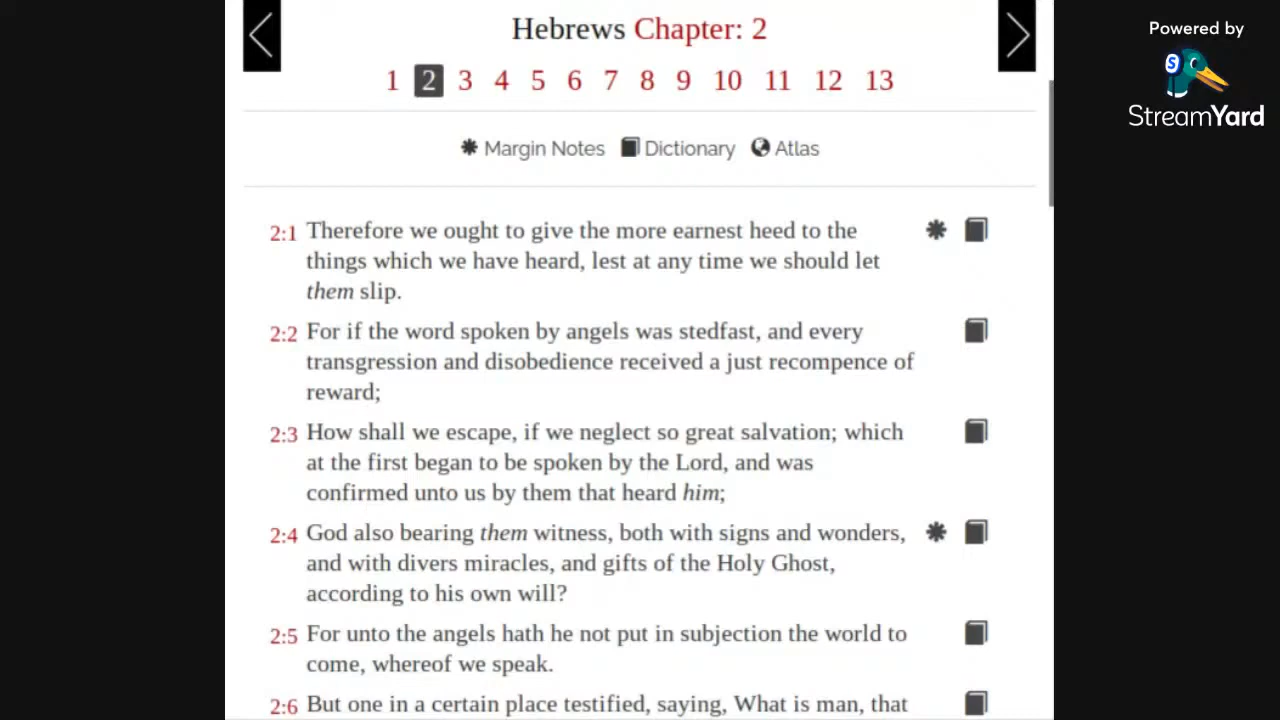 Hebrews Chapter: 2
1 2 3 4 5 6 7 8 9 10 11 12 13
Margin Notes Dictionary Atlas
2:1 Therefore we ought to give the more earnest heed to the
things which we have heard, lest at any time we should let
them slip.
2:2 For if the word spoken by angels was stedfast, and every
transgression and disobedience received a just recompence of
reward;
2:3 How shall we escape, if we neglect so great salvation; which
at the first began to be spoken by the Lord, and was
confirmed unto us by them that heard him;
2:4 God also bearing them witness, both with signs and wonders,
and with divers miracles, and gifts of the Holy Ghost,
according to his own will?
2:5 For unto the angels hath he not put in subjection the world to
come, whereof we speak.
2:6 But one in a certain place testified, saying, What is man, that
Powered by
S
StreamYard